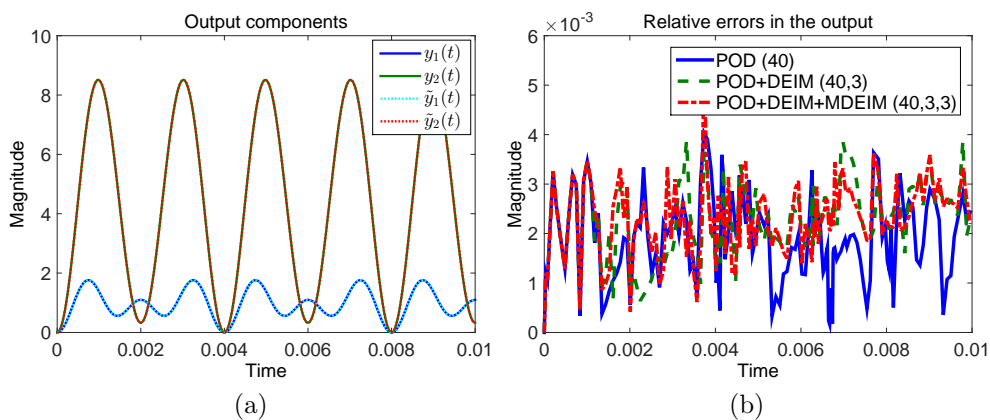 Output components
10
8
6
4
2
0
Magnitude
0
0.002
0.004
0.006
0.008
0.01
Time
y₁(t)
y₂(t)
ỹ₁(t)
ỹ₂(t)
(a)
Relative errors in the output
× 10⁻³
6
5
4
3
2
1
0
Magnitude
0
0.002
0.004
0.006
0.008
0.01
Time
POD (40)
POD+DEIM (40,3)
POD+DEIM+MDEIM (40,3,3)
(b)